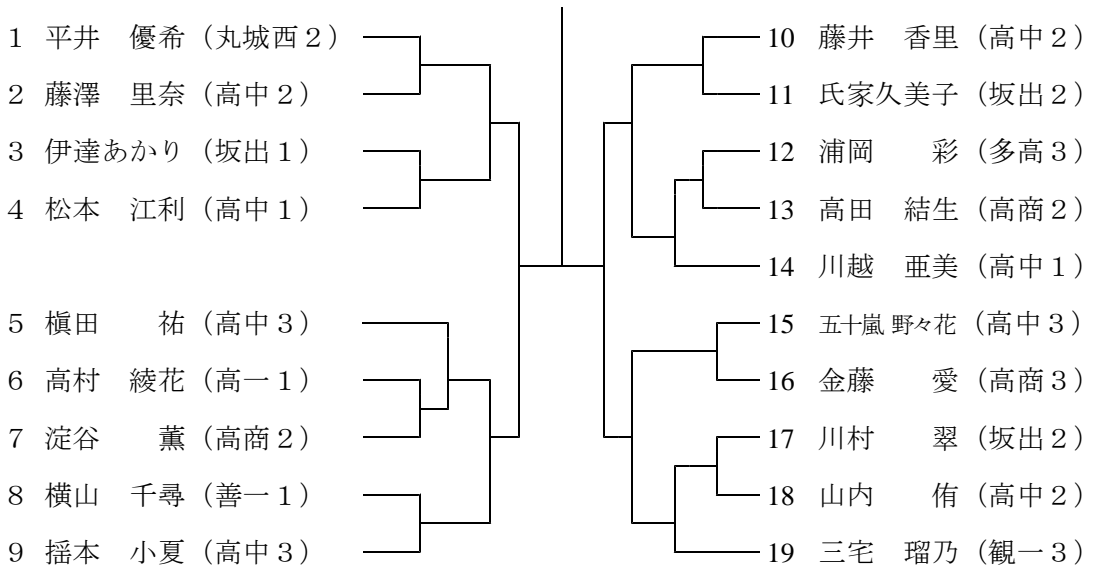 1 平井　優希（丸城西２）
2 藤澤　里奈（高中２）
3 伊達あかり（坂出１）
4 松本　江利（高中１）
5 槇田　　祐（高中３）
6 高村　綾花（高一１）
7 淀谷　　薫（高商２）
8 横山　千尋（善一１）
9 揺本　小夏（高中３）
10 藤井　香里（高中２）
11 氏家久美子（坂出２）
12 浦岡　　彩（多高３）
13 高田　結生（高商２）
14 川越　亜美（高中１）
15 五十嵐 野々花（高中３）
16 金藤　　愛（高商３）
17 川村　　翠（坂出２）
18 山内　　侑（高中２）
19 三宅　瑠乃（観一３）